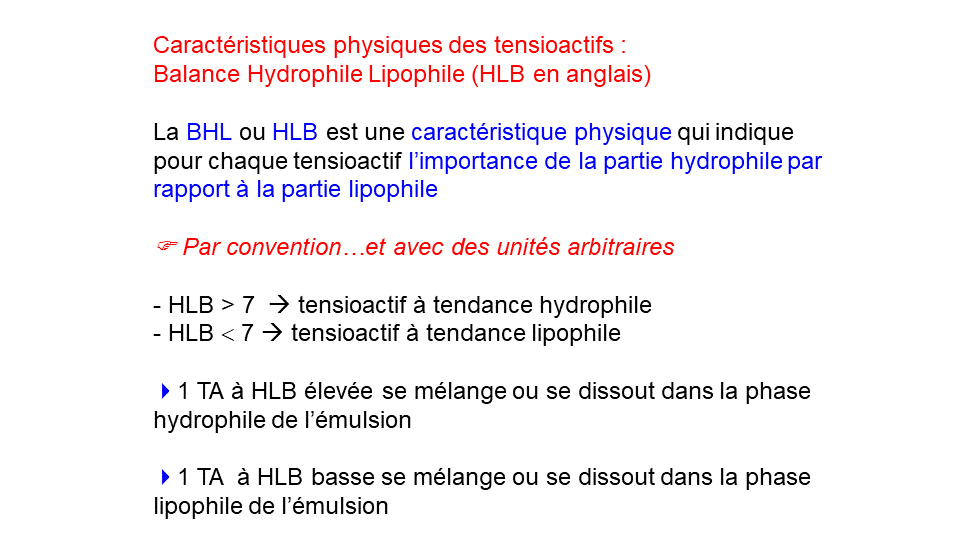 Caractéristiques physiques des tensioactifs :
Balance Hydrophile Lipophile (HLB en anglais)
La BHL ou HLB est une caractéristique physique qui indique
pour chaque tensioactif l’importance de la partie hydrophile par
rapport à la partie lipophile
☞ Par convention…et avec des unités arbitraires
- HLB > 7 → tensioactif à tendance hydrophile
- HLB < 7 → tensioactif à tendance lipophile
1 TA à HLB élevée se mélange ou se dissout dans la phase
hydrophile de l’émulsion
1 TA à HLB basse se mélange ou se dissout dans la phase
lipophile de l’émulsion